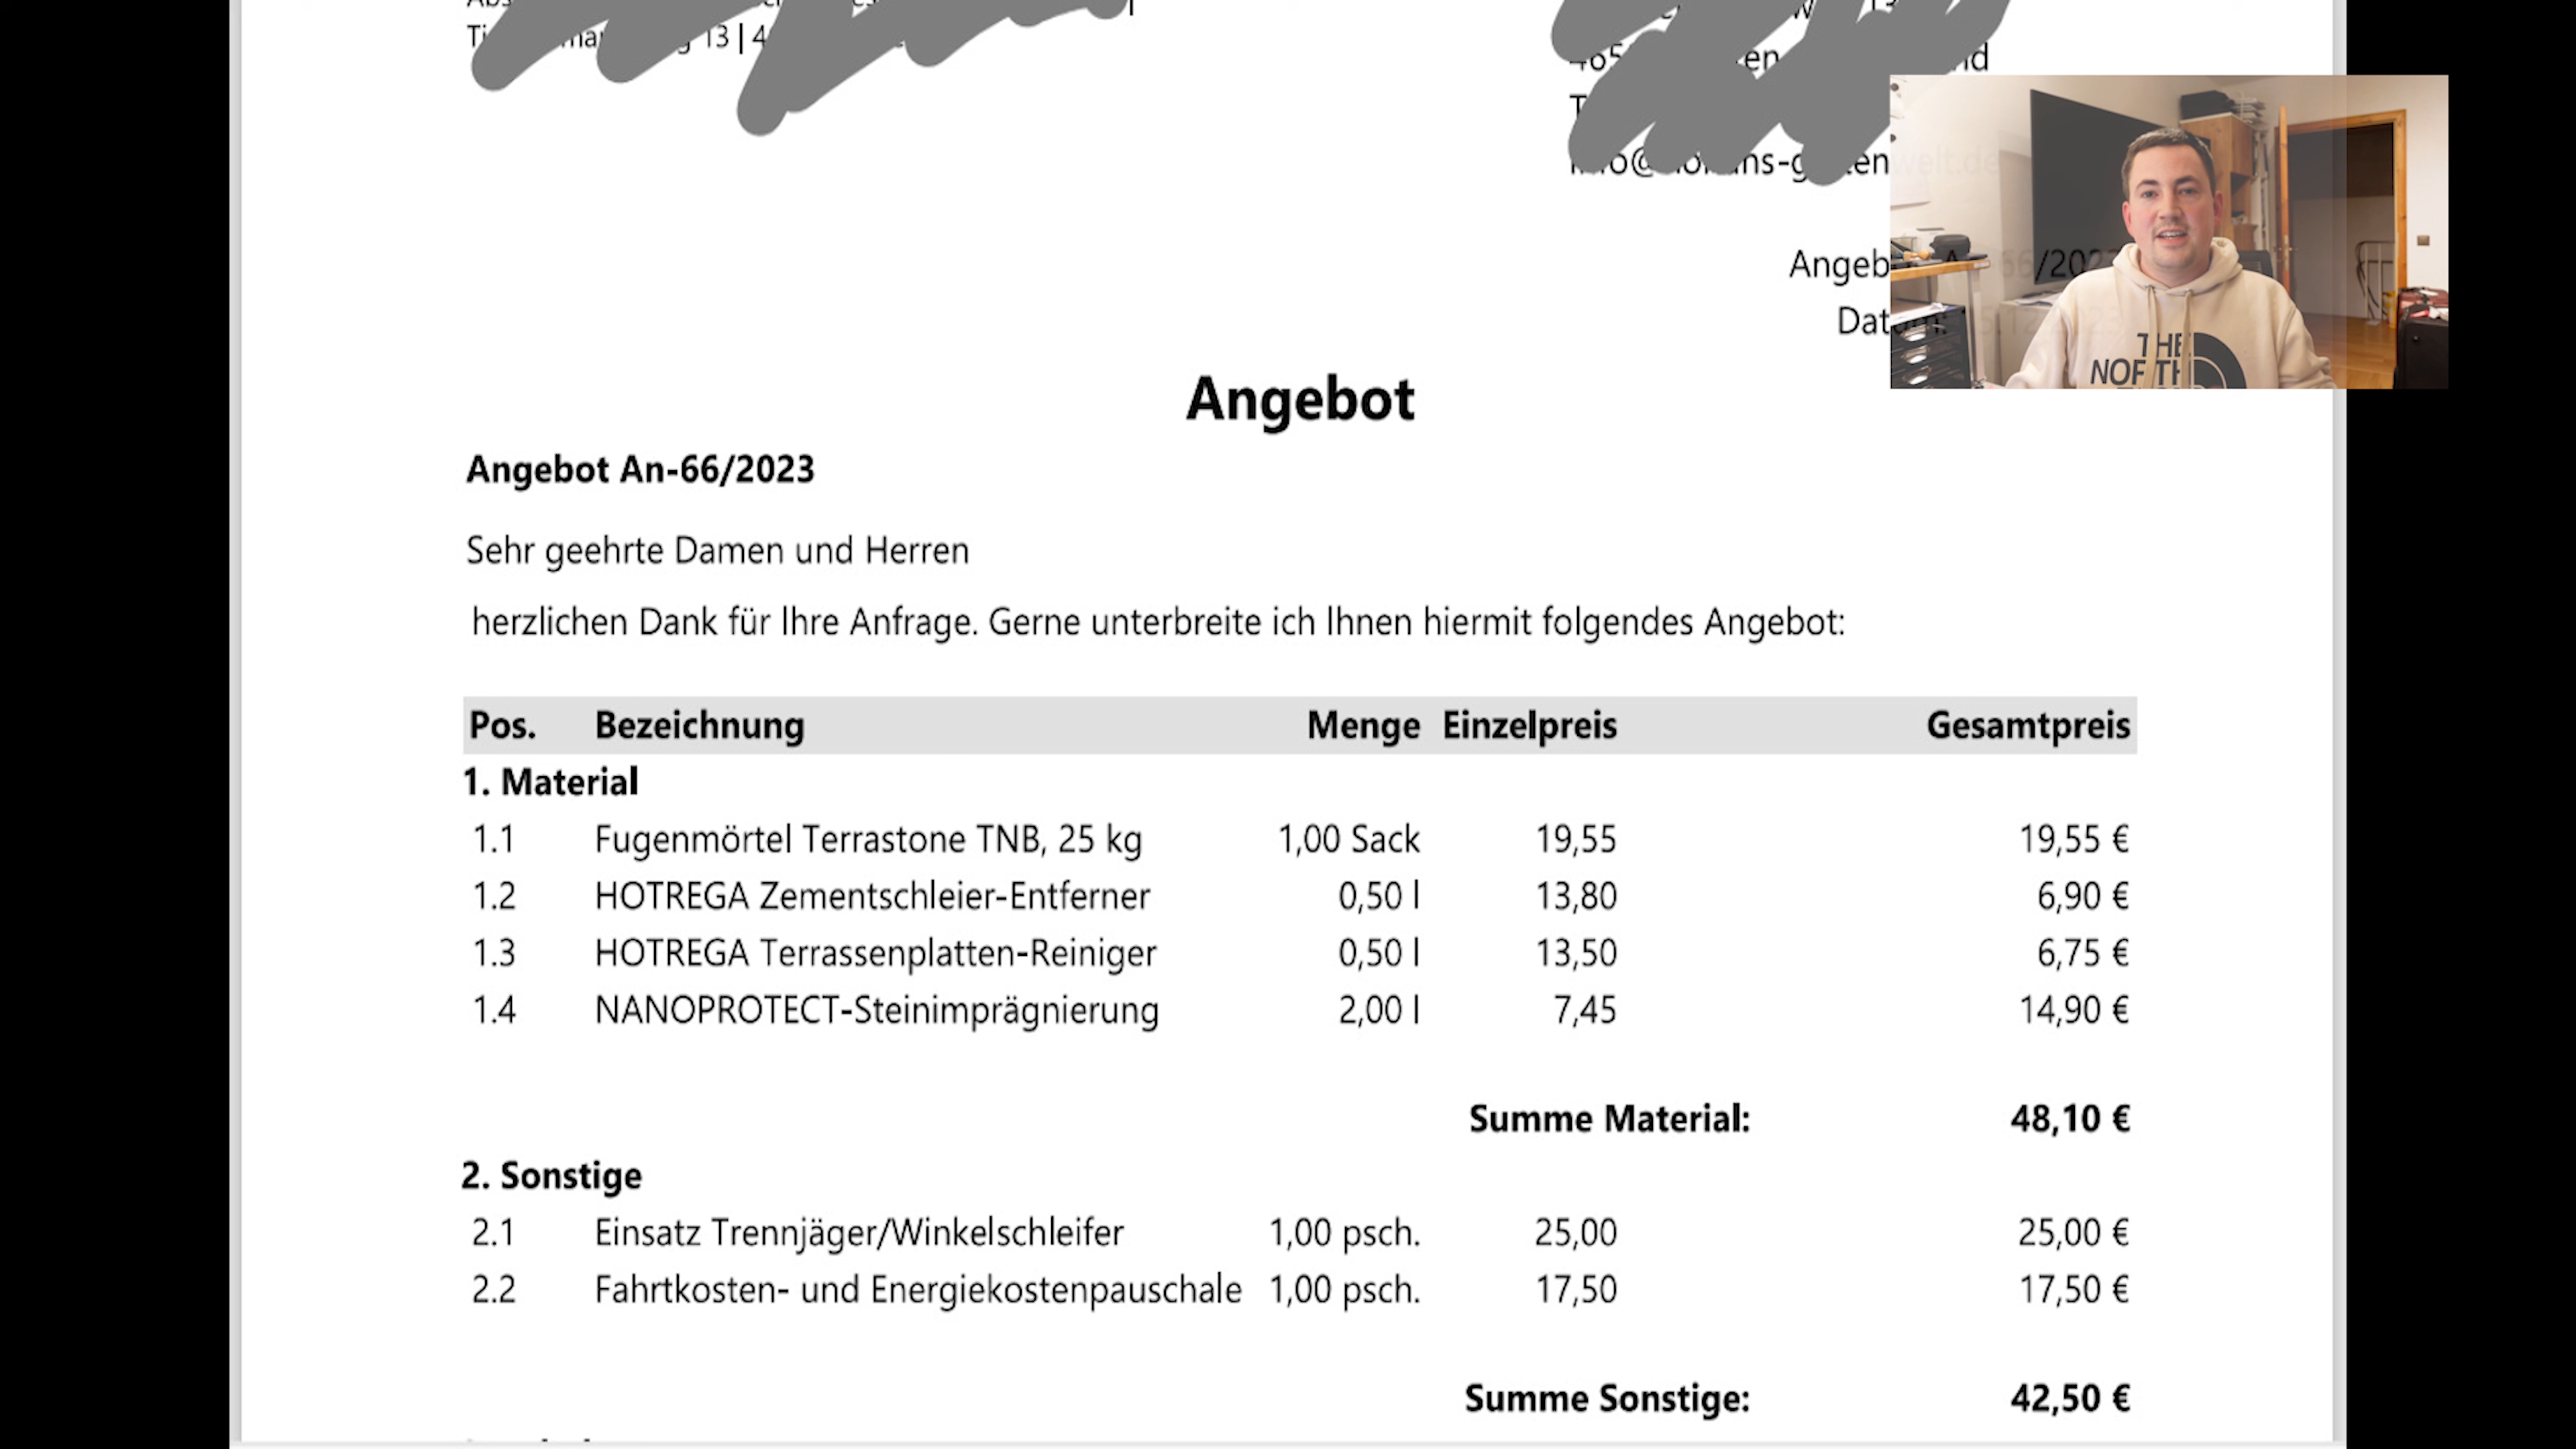 13 | 4
Angebot
Angebot An-66/2023
Sehr geehrte Damen und Herren
herzlichen Dank für Ihre Anfrage. Gerne unterbreite ich Ihnen hiermit folgendes Angebot:
Pos. Bezeichnung Menge Einzelpreis Gesamtpreis
1. Material
1.1 Fugenmörtel Terrastone TNB, 25 kg 1,00 Sack 19,55 19,55 €
1.2 HOTREGA Zementschleier-Entferner 0,50 l 13,80 6,90 €
1.3 HOTREGA Terrassenplatten-Reiniger 0,50 l 13,50 6,75 €
1.4 NANOPROTECT-Steinimprägnierung 2,00 l 7,45 14,90 €
Summe Material: 48,10 €
2. Sonstige
2.1 Einsatz Trennjäger/Winkelschleifer 1,00 psch. 25,00 25,00 €
2.2 Fahrtkosten- und Energiekostenpauschale 1,00 psch. 17,50 17,50 €
Summe Sonstige: 42,50 €
THE
NORTH